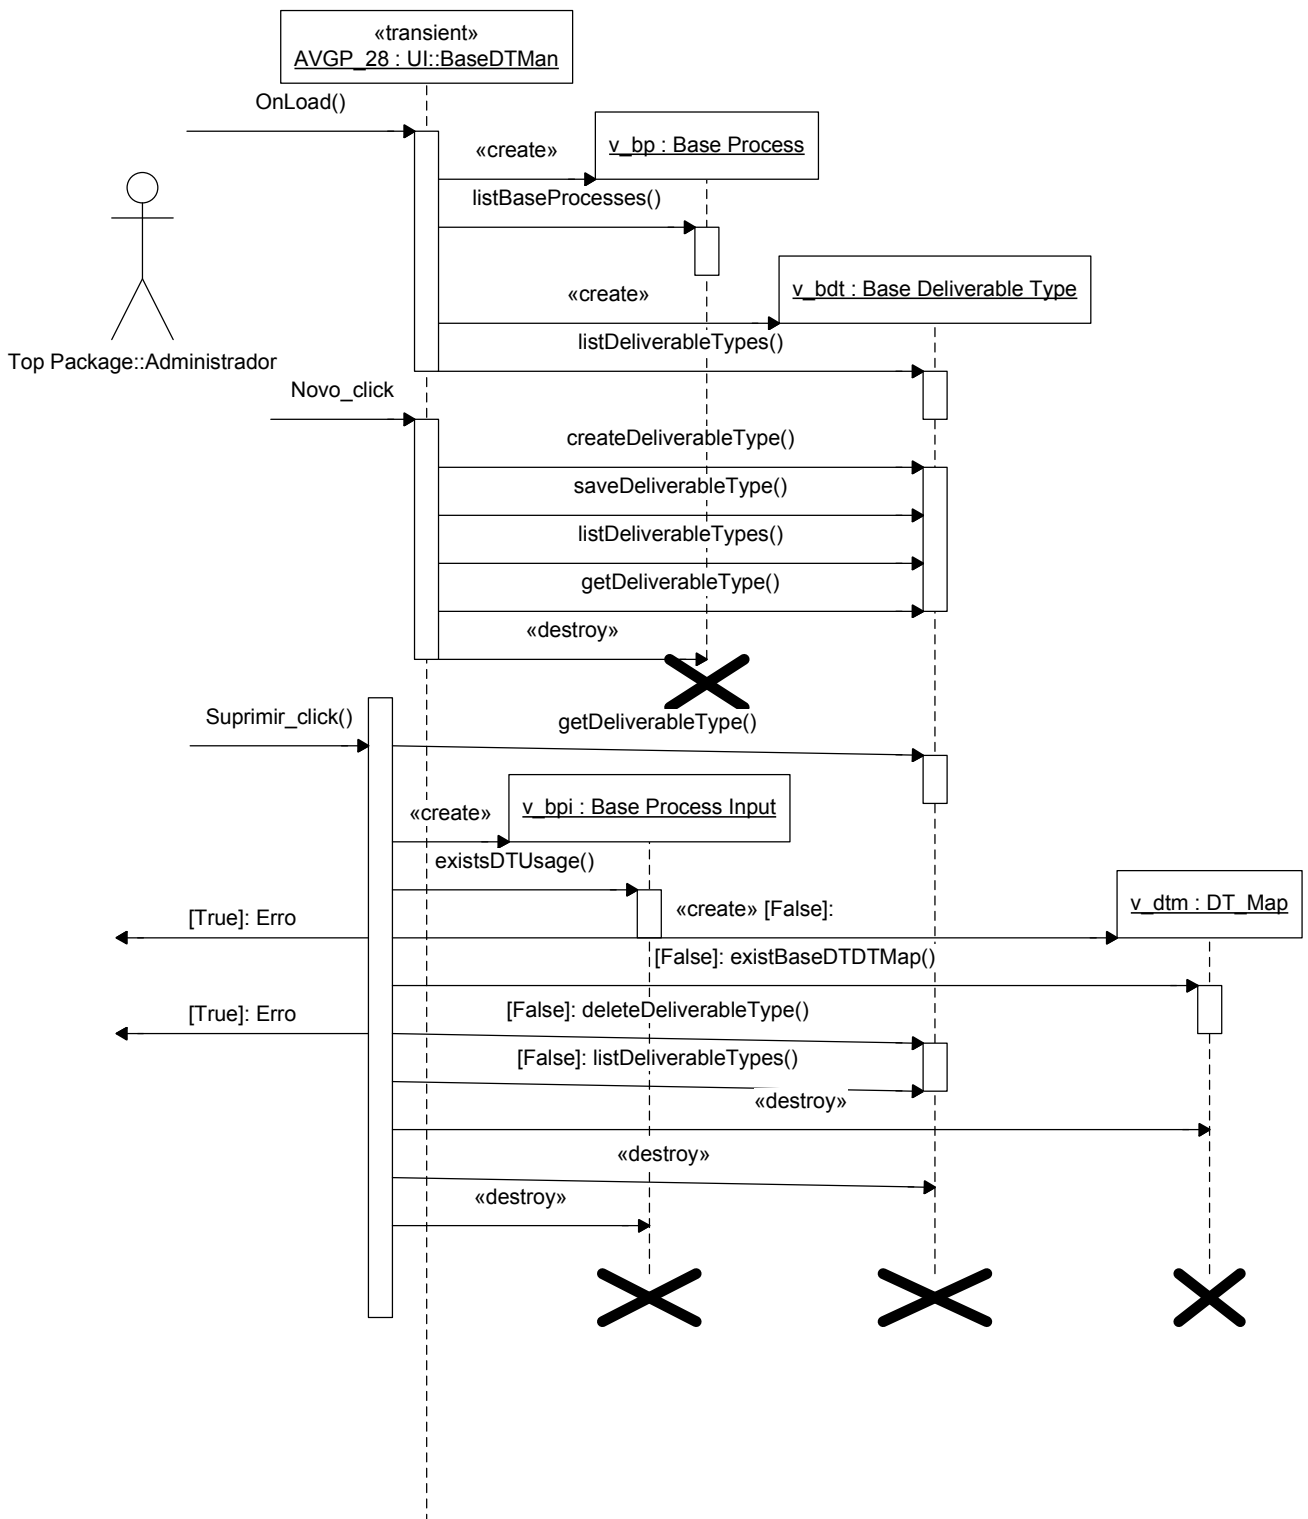 «transient»
AVGP_28 : UI::BaseDTMan
OnLoad()
«create»
v_bp : Base Process
listBaseProcesses()
«create»
v_bdt : Base Deliverable Type
listDeliverableTypes()
Top Package::Administrador
Novo_click
createDeliverableType()
saveDeliverableType()
listDeliverableTypes()
getDeliverableType()
«destroy»
Suprimir_click()
getDeliverableType()
«create»
v_bpi : Base Process Input
existsDTUsage()
[True]: Erro
«create» [False]:
v_dtm : DT_Map
[False]: existBaseDTDTMap()
[True]: Erro
[False]: deleteDeliverableType()
[False]: listDeliverableTypes()
«destroy»
«destroy»
«destroy»